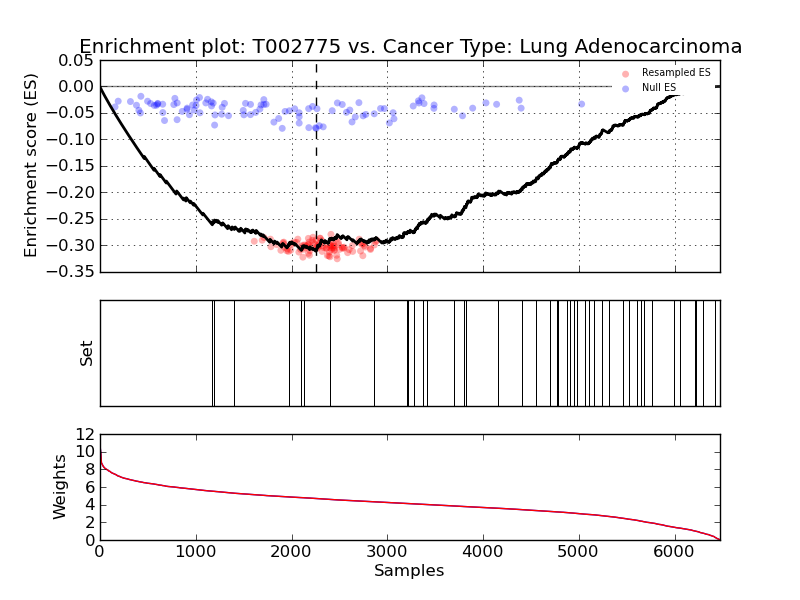 Enrichment plot: T002775 vs. Cancer Type: Lung Adenocarcinoma
Enrichment score (ES)
0.05
0.00
−0.05
−0.10
−0.15
−0.20
−0.25
−0.30
−0.35
Resampled ES
Null ES
Set
Weights
12
10
8
6
4
2
0
0 1000 2000 3000 4000 5000 6000
Samples